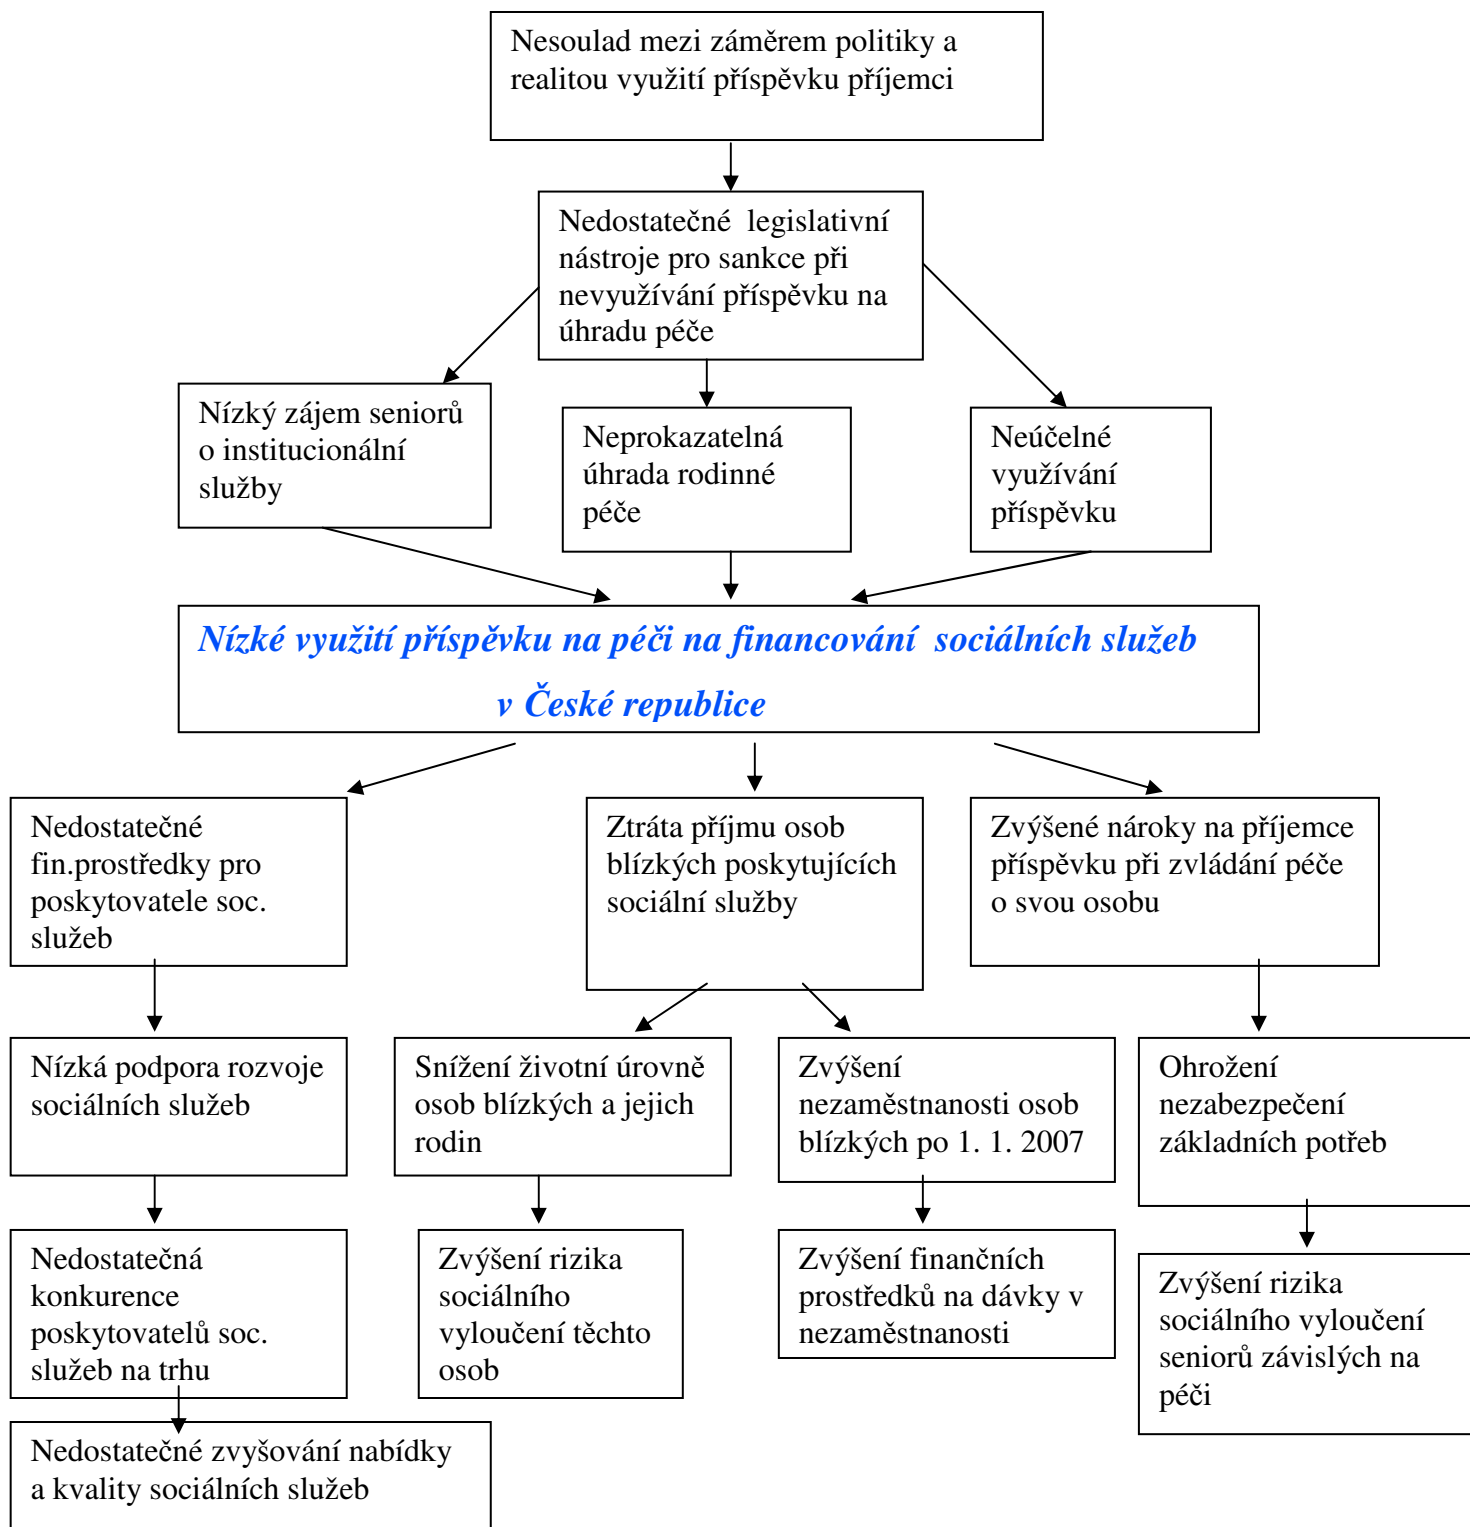 Nesoulad mezi záměrem politiky a
realitou využití příspěvku příjemci
Nedostatečné  legislativní
nástroje pro sankce při
nevyužívání příspěvku na
úhradu péče
Nízký zájem seniorů
o institucionální
služby
Neprokazatelná
úhrada rodinné
péče
Neúčelné
využívání
příspěvku
Nízké využití příspěvku na péči na financování  sociálních služeb
v České republice
Nedostatečné
fin.prostředky pro
poskytovatele soc.
služeb
Ztráta příjmu osob
blízkých poskytujících
sociální služby
Zvýšené nároky na příjemce
příspěvku při zvládání péče
o svou osobu
Nízká podpora rozvoje
sociálních služeb
Snížení životní úrovně
osob blízkých a jejich
rodin
Zvýšení
nezaměstnanosti osob
blízkých po 1. 1. 2007
Ohrožení
nezabezpečení
základních potřeb
Nedostatečná
konkurence
poskytovatelů soc.
služeb na trhu
Zvýšení rizika
sociálního
vyloučení těchto
osob
Zvýšení finančních
prostředků na dávky v
nezaměstnanosti
Zvýšení rizika
sociálního vyloučení
seniorů závislých na
péči
Nedostatečné zvyšování nabídky
a kvality sociálních služeb